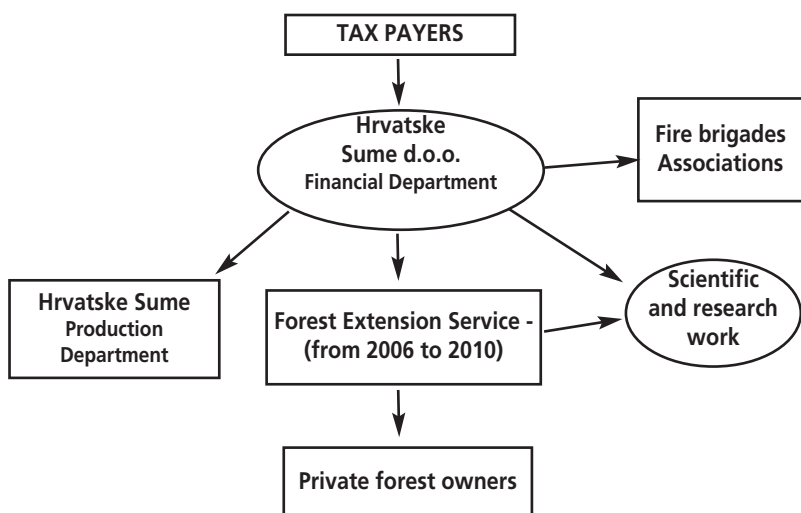 TAX PAYERS
Hrvatske
Sume d.o.o.
Financial Department
Fire brigades
Associations
Hrvatske Sume
Production
Department
Forest Extension Service -
(from 2006 to 2010)
Scientific
and research
work
Private forest owners